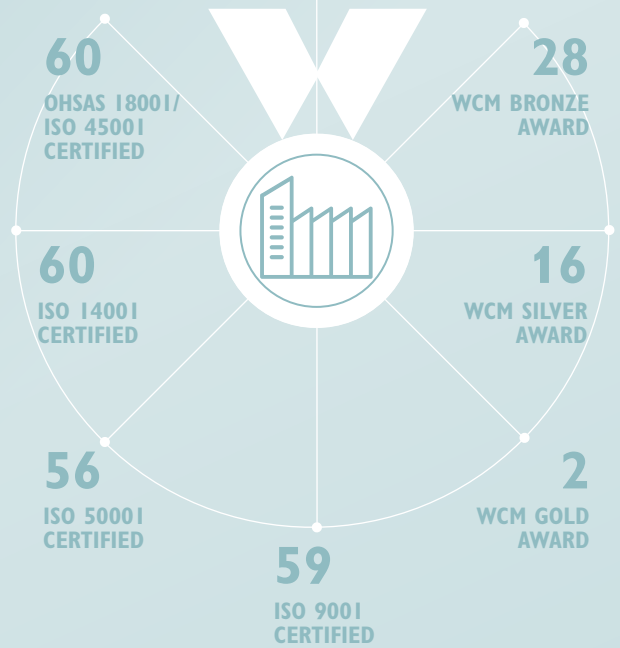 60
OHSAS 18001/
ISO 45001
CERTIFIED
28
WCM BRONZE
AWARD
60
ISO 14001
CERTIFIED
16
WCM SILVER
AWARD
56
ISO 50001
CERTIFIED
2
WCM GOLD
AWARD
59
ISO 9001
CERTIFIED